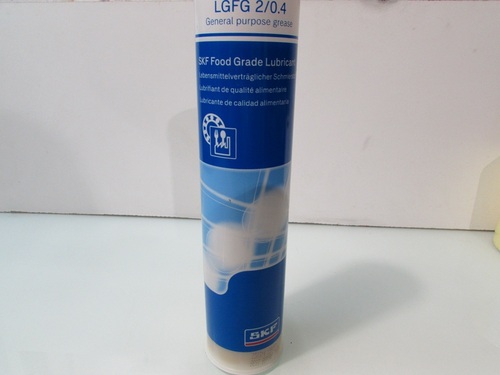 LGFG 2/0.4
General purpose grease
SKF Food Grade Lubricant
Lebensmittelverträglicher Schmierstoff
Lubrifiant de qualité alimentaire
Lubricante de calidad alimentaria
SKF